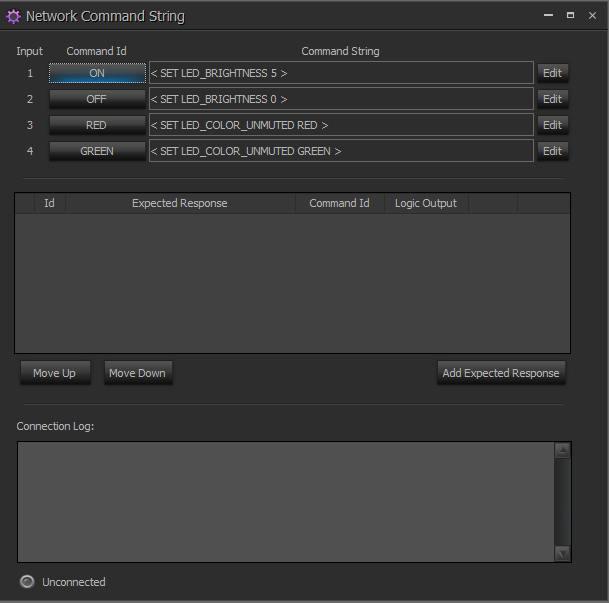 Network Command String
Input Command Id Command String
1 ON < SET LED_BRIGHTNESS 5 > Edit
2 OFF < SET LED_BRIGHTNESS 0 > Edit
3 RED < SET LED_COLOR_UNMUTED RED > Edit
4 GREEN < SET LED_COLOR_UNMUTED GREEN > Edit
Id Expected Response Command Id Logic Output
Move Up Move Down Add Expected Response
Connection Log:
Unconnected